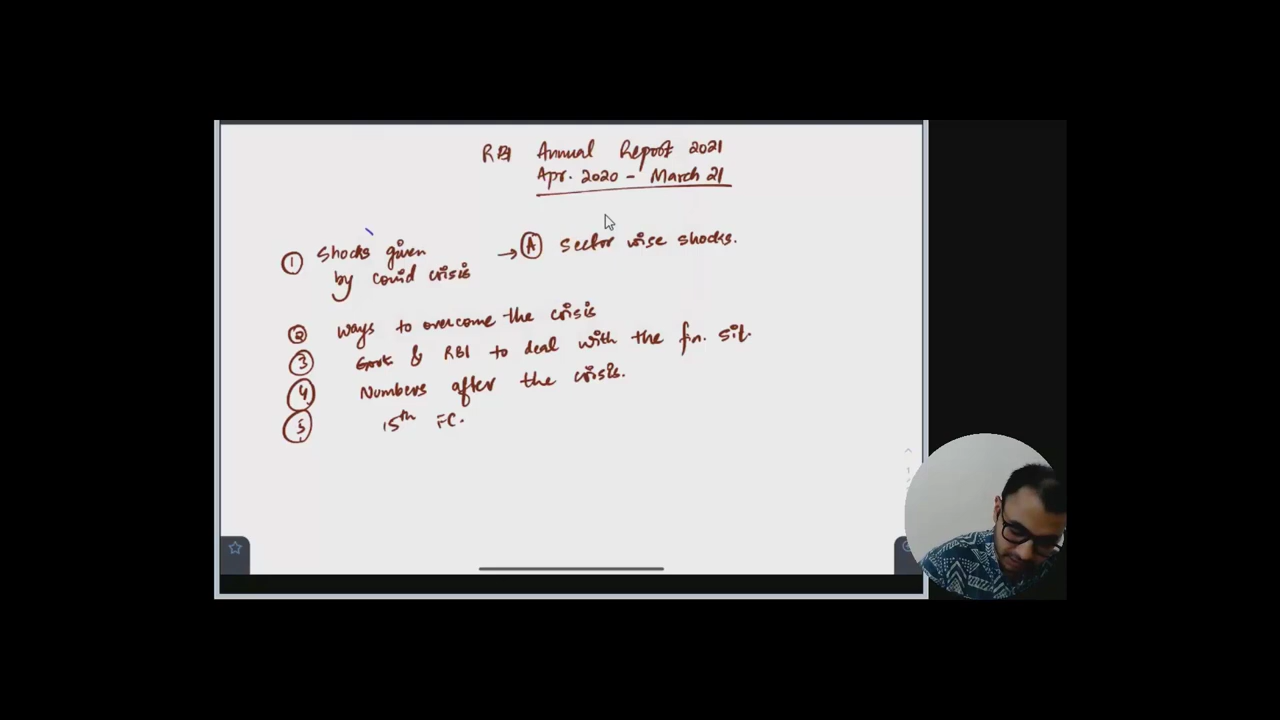 RBI Annual Report 2021
Apr. 2020 - March 21
① Shocks given → Ⓐ Sector wise shocks.
by covid crisis
② Ways to overcome the crisis
③ Govt & RBI to deal with the fin. sit.
④ Numbers after the crisis.
⑤ 15th FC.